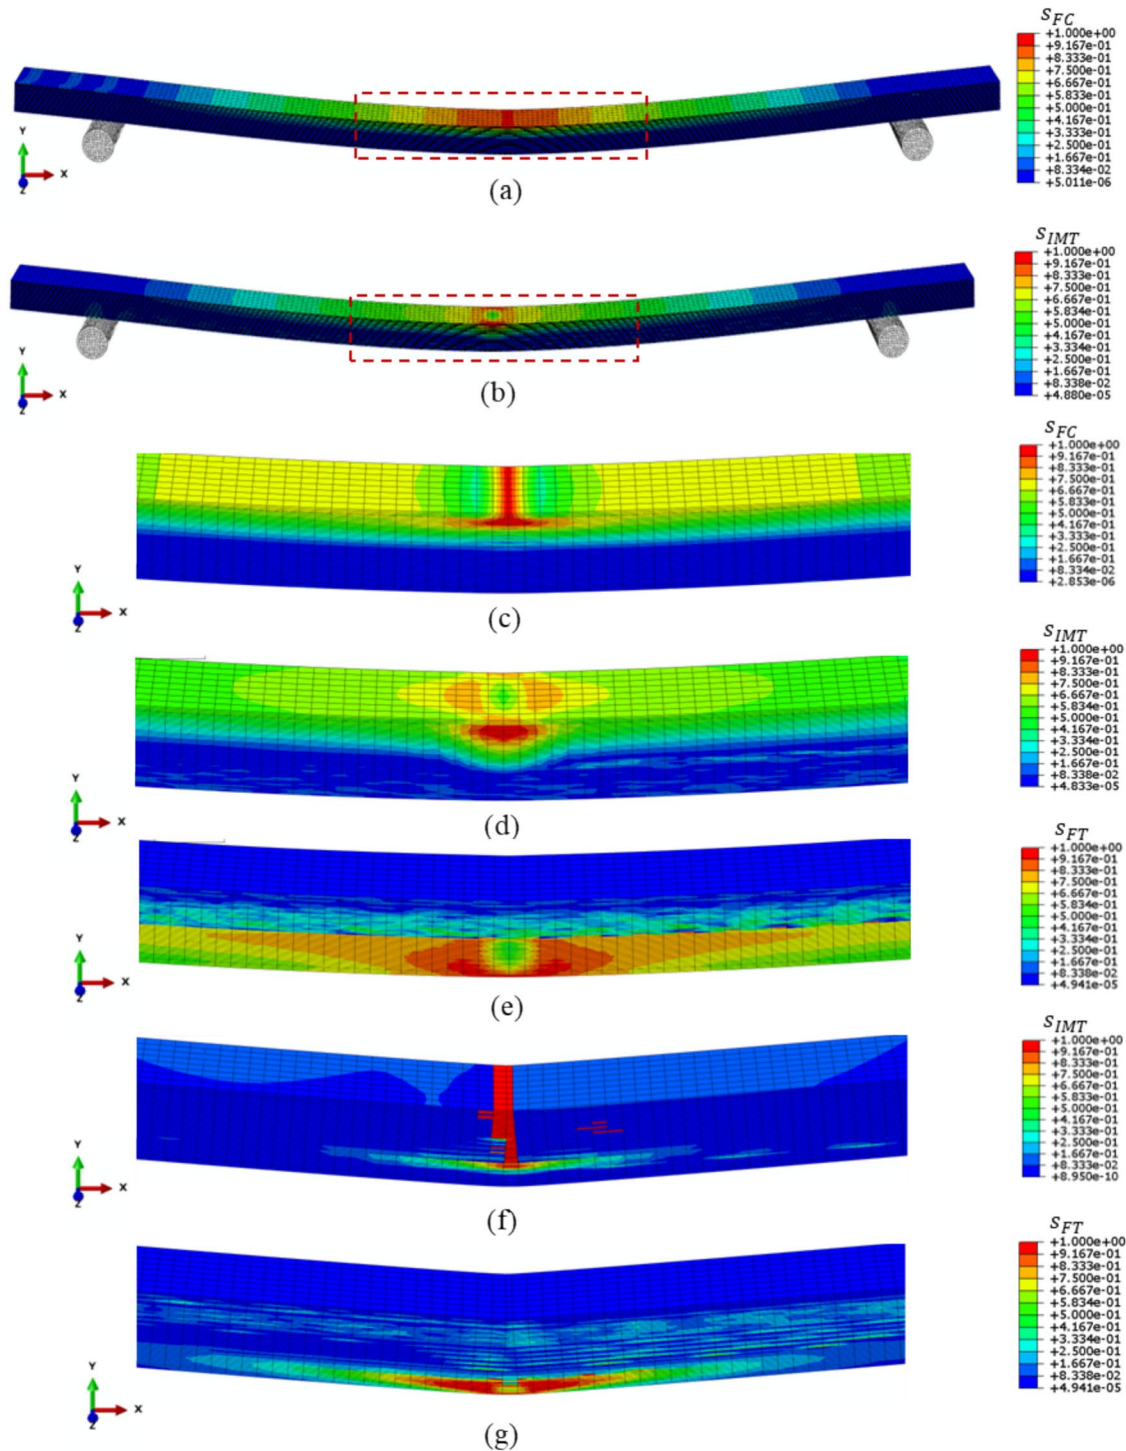 S_FC
+1.000e+00
+9.167e-01
+8.333e-01
+7.500e-01
+6.667e-01
+5.833e-01
+5.000e-01
+4.167e-01
+3.333e-01
+2.500e-01
+1.667e-01
+8.334e-02
+5.011e-06
Y
X
Z
(a)
S_IMT
+1.000e+00
+9.167e-01
+8.333e-01
+7.500e-01
+6.667e-01
+5.834e-01
+5.000e-01
+4.167e-01
+3.334e-01
+2.500e-01
+1.667e-01
+8.338e-02
+4.880e-05
Y
X
Z
(b)
S_FC
+1.000e+00
+9.167e-01
+8.333e-01
+7.500e-01
+6.667e-01
+5.833e-01
+5.000e-01
+4.167e-01
+3.333e-01
+2.500e-01
+1.667e-01
+8.334e-02
+2.853e-06
Y
X
Z
(c)
S_IMT
+1.000e+00
+9.167e-01
+8.333e-01
+7.500e-01
+6.667e-01
+5.834e-01
+5.000e-01
+4.167e-01
+3.334e-01
+2.500e-01
+1.667e-01
+8.338e-02
+4.833e-05
Y
X
Z
(d)
S_FT
+1.000e+00
+9.167e-01
+8.333e-01
+7.500e-01
+6.667e-01
+5.834e-01
+5.000e-01
+4.167e-01
+3.334e-01
+2.500e-01
+1.667e-01
+8.338e-02
+4.941e-05
Y
X
Z
(e)
S_IMT
+1.000e+00
+9.167e-01
+8.333e-01
+7.500e-01
+6.667e-01
+5.833e-01
+5.000e-01
+4.167e-01
+3.333e-01
+2.500e-01
+1.667e-01
+8.333e-02
+8.950e-10
Y
X
Z
(f)
S_FT
+1.000e+00
+9.167e-01
+8.333e-01
+7.500e-01
+6.667e-01
+5.834e-01
+5.000e-01
+4.167e-01
+3.334e-01
+2.500e-01
+1.667e-01
+8.338e-02
+4.941e-05
Y
X
Z
(g)